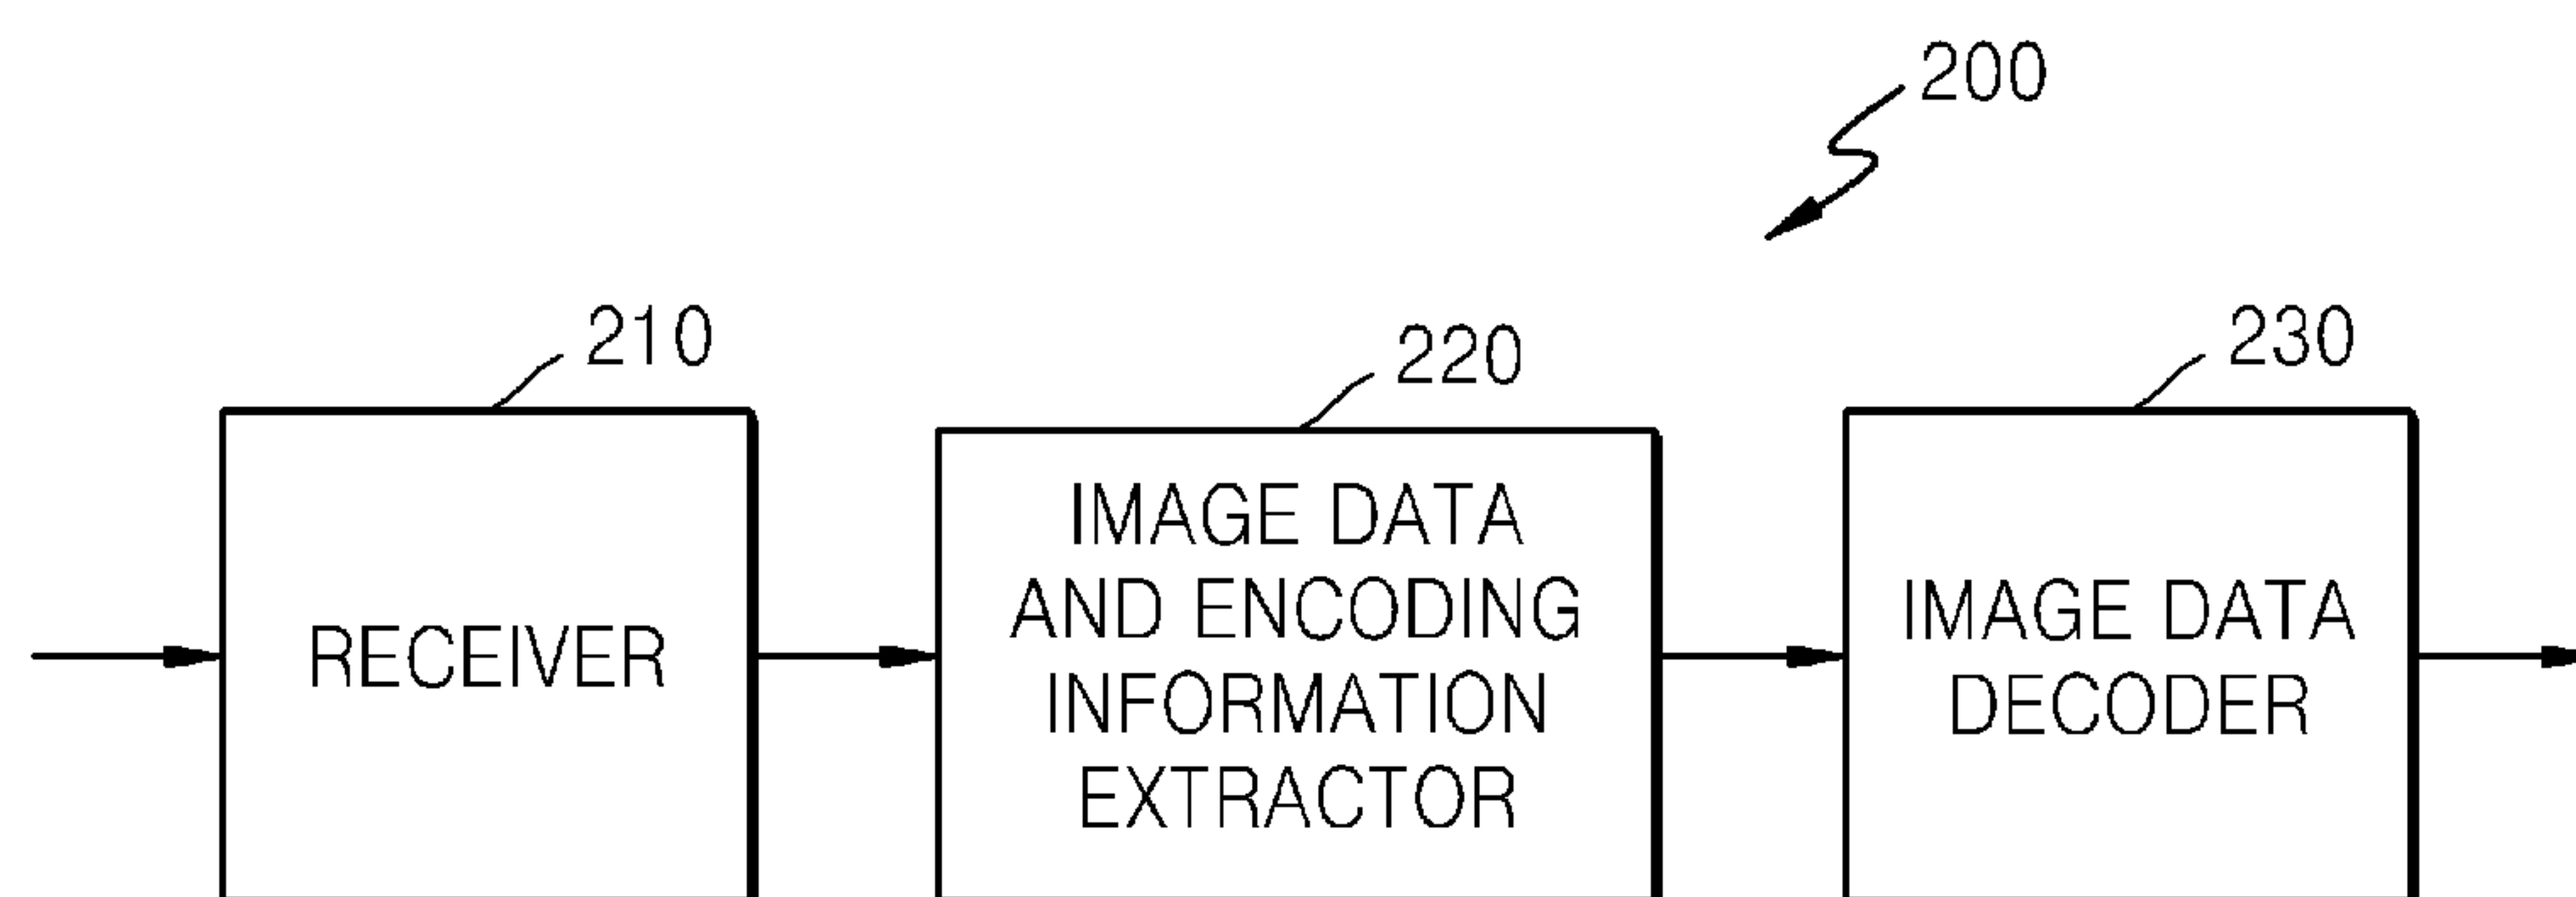 200
210
220
230
RECEIVER
IMAGE DATA
AND ENCODING
INFORMATION
EXTRACTOR
IMAGE DATA
DECODER